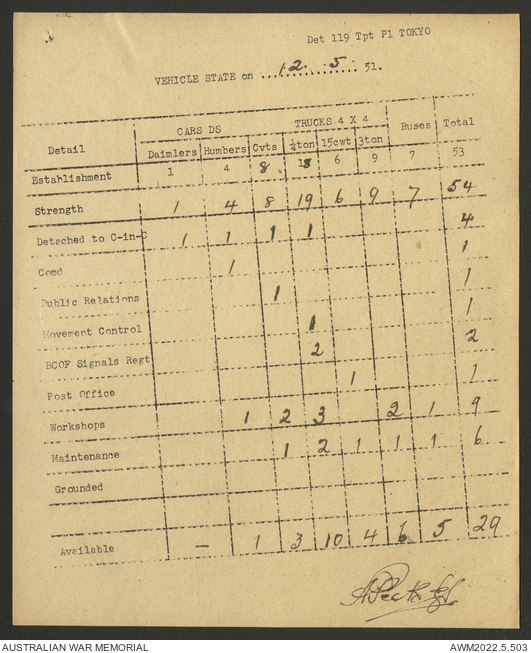 Det 119 Tpt Pl TOKYO
VEHICLE STATE on 12. 5. 51.
Detail CARS DS TRUCKS 4 X 4 Buses Total
Daimlers Humbers Cvts ¼ton 15cwt 3ton
Establishment 1 4 8 18 6 9 7 53
Strength 1 4 8 19 6 9 7 54
Detached to C-in-C 1 1 1 1 4
Comd 1 1
Public Relations 1 1
Movement Control 1 1
BCOF Signals Regt 2 2
Post Office 1 1
Workshops 1 2 3 2 1 9
Maintenance 1 2 1 1 1 6
Grounded
Available — 1 3 10 4 6 5 29
AUSTRALIAN WAR MEMORIAL AWM2022.5.503